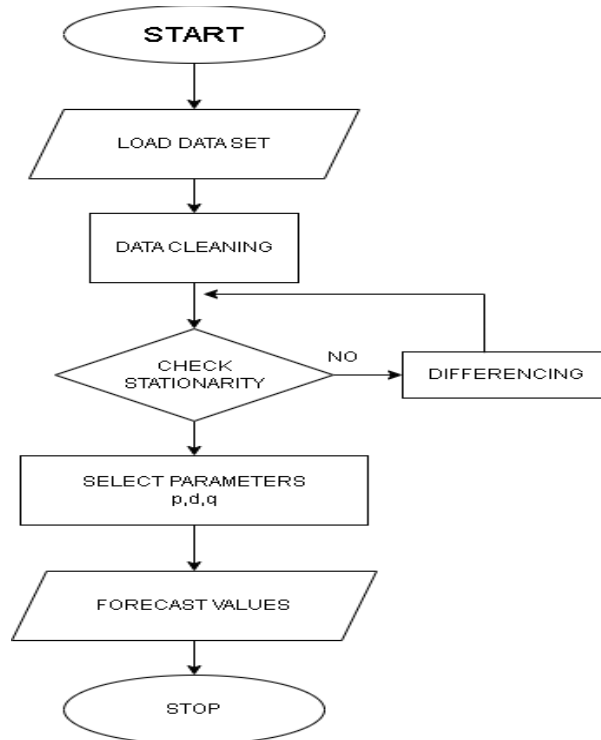 START
LOAD DATA SET
DATA CLEANING
CHECK
STATIONARITY
NO
DIFFERENCING
SELECT PARAMETERS
p,d,q
FORECAST VALUES
STOP